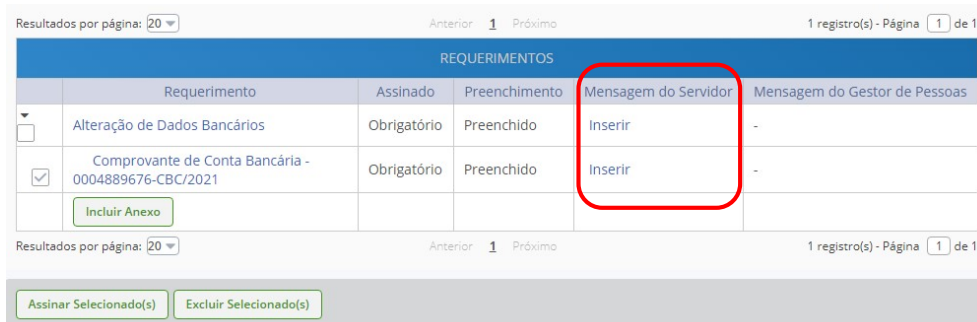 Resultados por página: 20 Anterior 1 Próximo 1 registro(s) - Página 1 de 1
REQUERIMENTOS
Requerimento Assinado Preenchimento Mensagem do Servidor Mensagem do Gestor de Pessoas
Alteração de Dados Bancários Obrigatório Preenchido Inserir -
Comprovante de Conta Bancária -
0004889676-CBC/2021 Obrigatório Preenchido Inserir -
Incluir Anexo
Resultados por página: 20 Anterior 1 Próximo 1 registro(s) - Página 1 de 1
Assinar Selecionado(s) Excluir Selecionado(s)